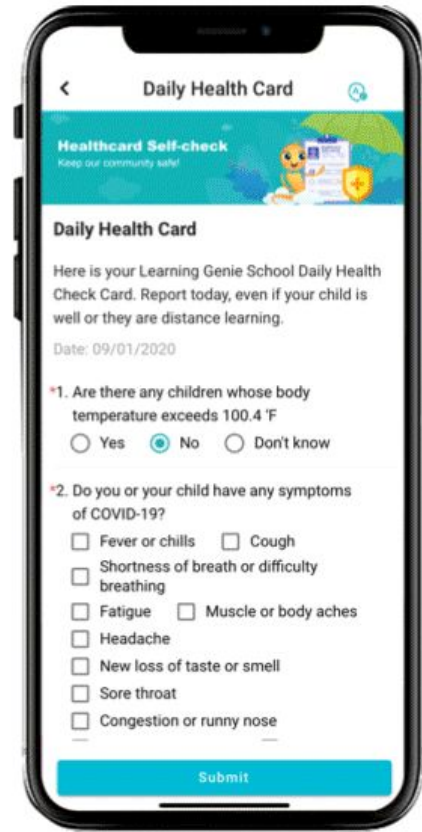 Daily Health Card
Healthcard Self-check
Keep our community safe!
Daily Health Card
Here is your Learning Genie School Daily Health
Check Card. Report today, even if your child is
well or they are distance learning.
Date: 09/01/2020
*1. Are there any children whose body
temperature exceeds 100.4 'F
Yes No Don't know
*2. Do you or your child have any symptoms
of COVID-19?
Fever or chills Cough
Shortness of breath or difficulty
breathing
Fatigue Muscle or body aches
Headache
New loss of taste or smell
Sore throat
Congestion or runny nose
Submit